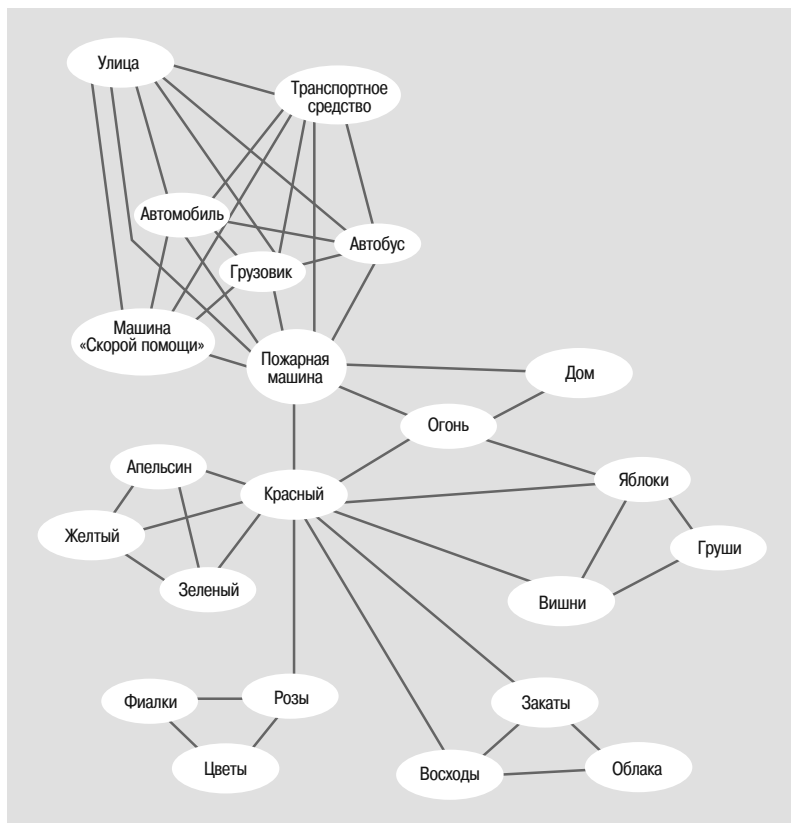 Улица
Транспортное
средство
Автомобиль
Автобус
Грузовик
Машина
«Скорой помощи»
Пожарная
машина
Дом
Огонь
Апельсин
Красный
Яблоки
Желтый
Груши
Зеленый
Вишни
Фиалки
Розы
Закаты
Цветы
Восходы
Облака